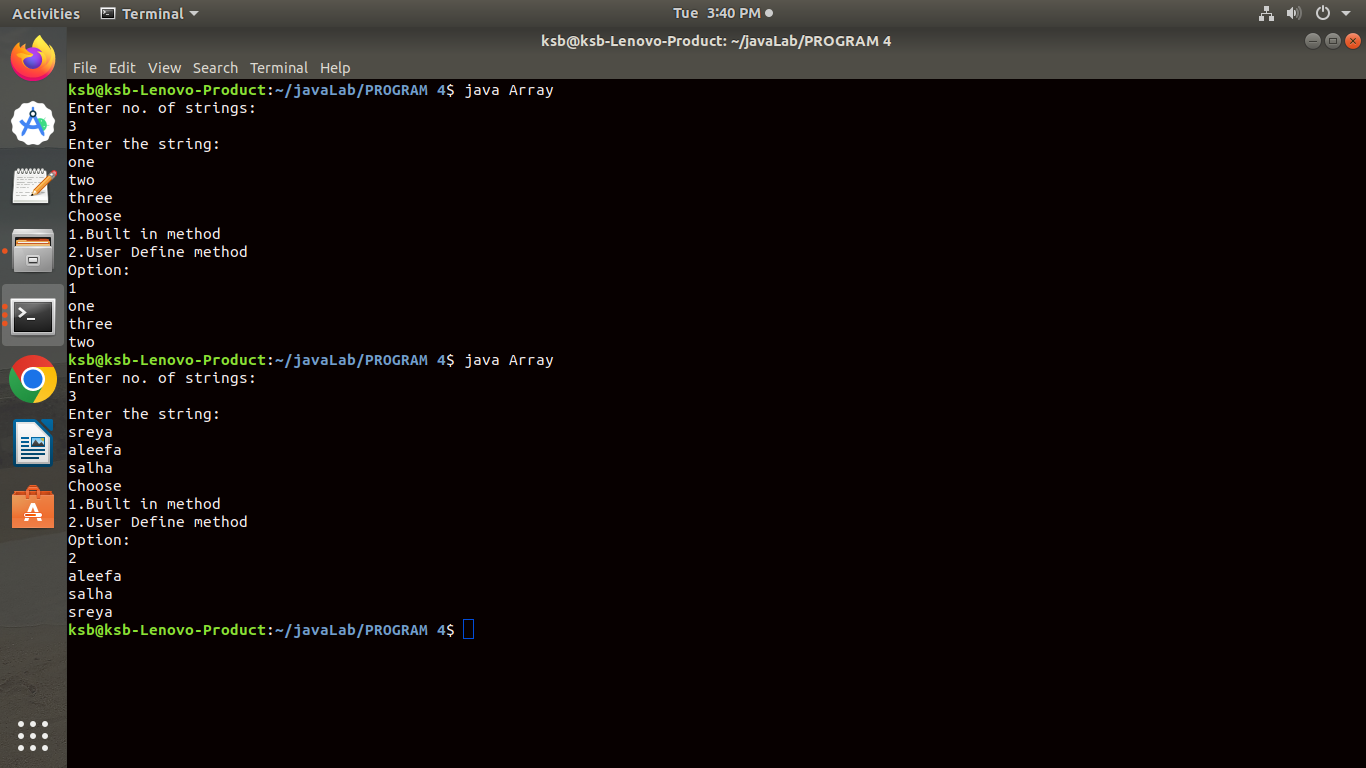 Activities Terminal Tue 3:40 PM
ksb@ksb-Lenovo-Product: ~/javaLab/PROGRAM 4
File Edit View Search Terminal Help
ksb@ksb-Lenovo-Product:~/javaLab/PROGRAM 4$ java Array
Enter no. of strings:
3
Enter the string:
one
two
three
Choose
1.Built in method
2.User Define method
Option:
1
one
three
two
ksb@ksb-Lenovo-Product:~/javaLab/PROGRAM 4$ java Array
Enter no. of strings:
3
Enter the string:
sreya
aleefa
salha
Choose
1.Built in method
2.User Define method
Option:
2
aleefa
salha
sreya
ksb@ksb-Lenovo-Product:~/javaLab/PROGRAM 4$